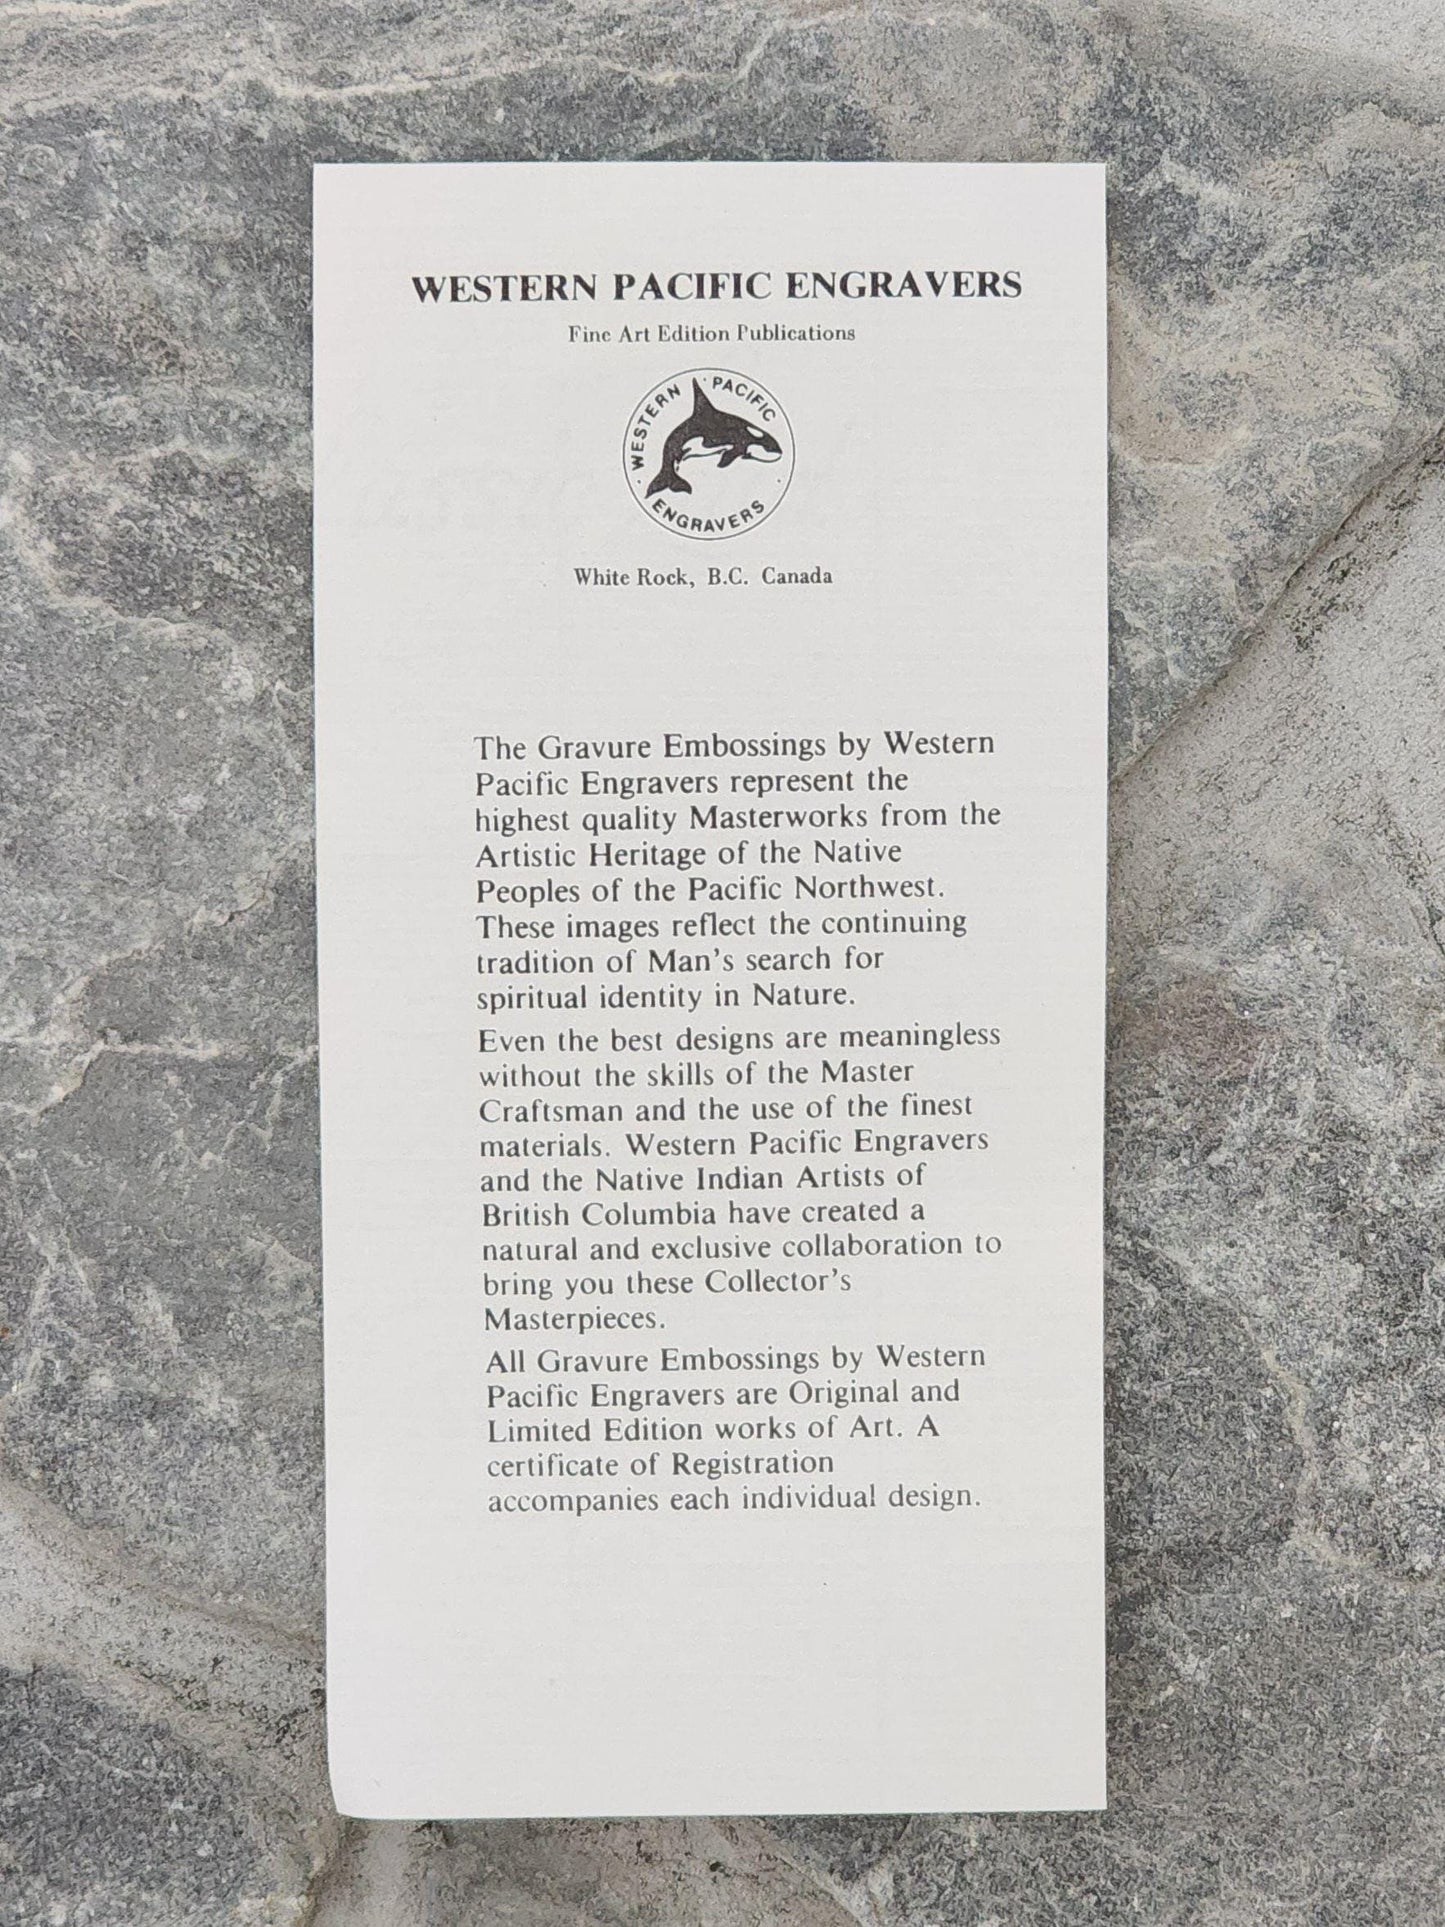 WESTERN PACIFIC ENGRAVERS
Fine Art Edition Publications
WESTERN · PACIFIC
ENGRAVERS
White Rock, B.C. Canada
The Gravure Embossings by Western
Pacific Engravers represent the
highest quality Masterworks from the
Artistic Heritage of the Native
Peoples of the Pacific Northwest.
These images reflect the continuing
tradition of Man's search for
spiritual identity in Nature.
Even the best designs are meaningless
without the skills of the Master
Craftsman and the use of the finest
materials. Western Pacific Engravers
and the Native Indian Artists of
British Columbia have created a
natural and exclusive collaboration to
bring you these Collector's
Masterpieces.
All Gravure Embossings by Western
Pacific Engravers are Original and
Limited Edition works of Art. A
certificate of Registration
accompanies each individual design.